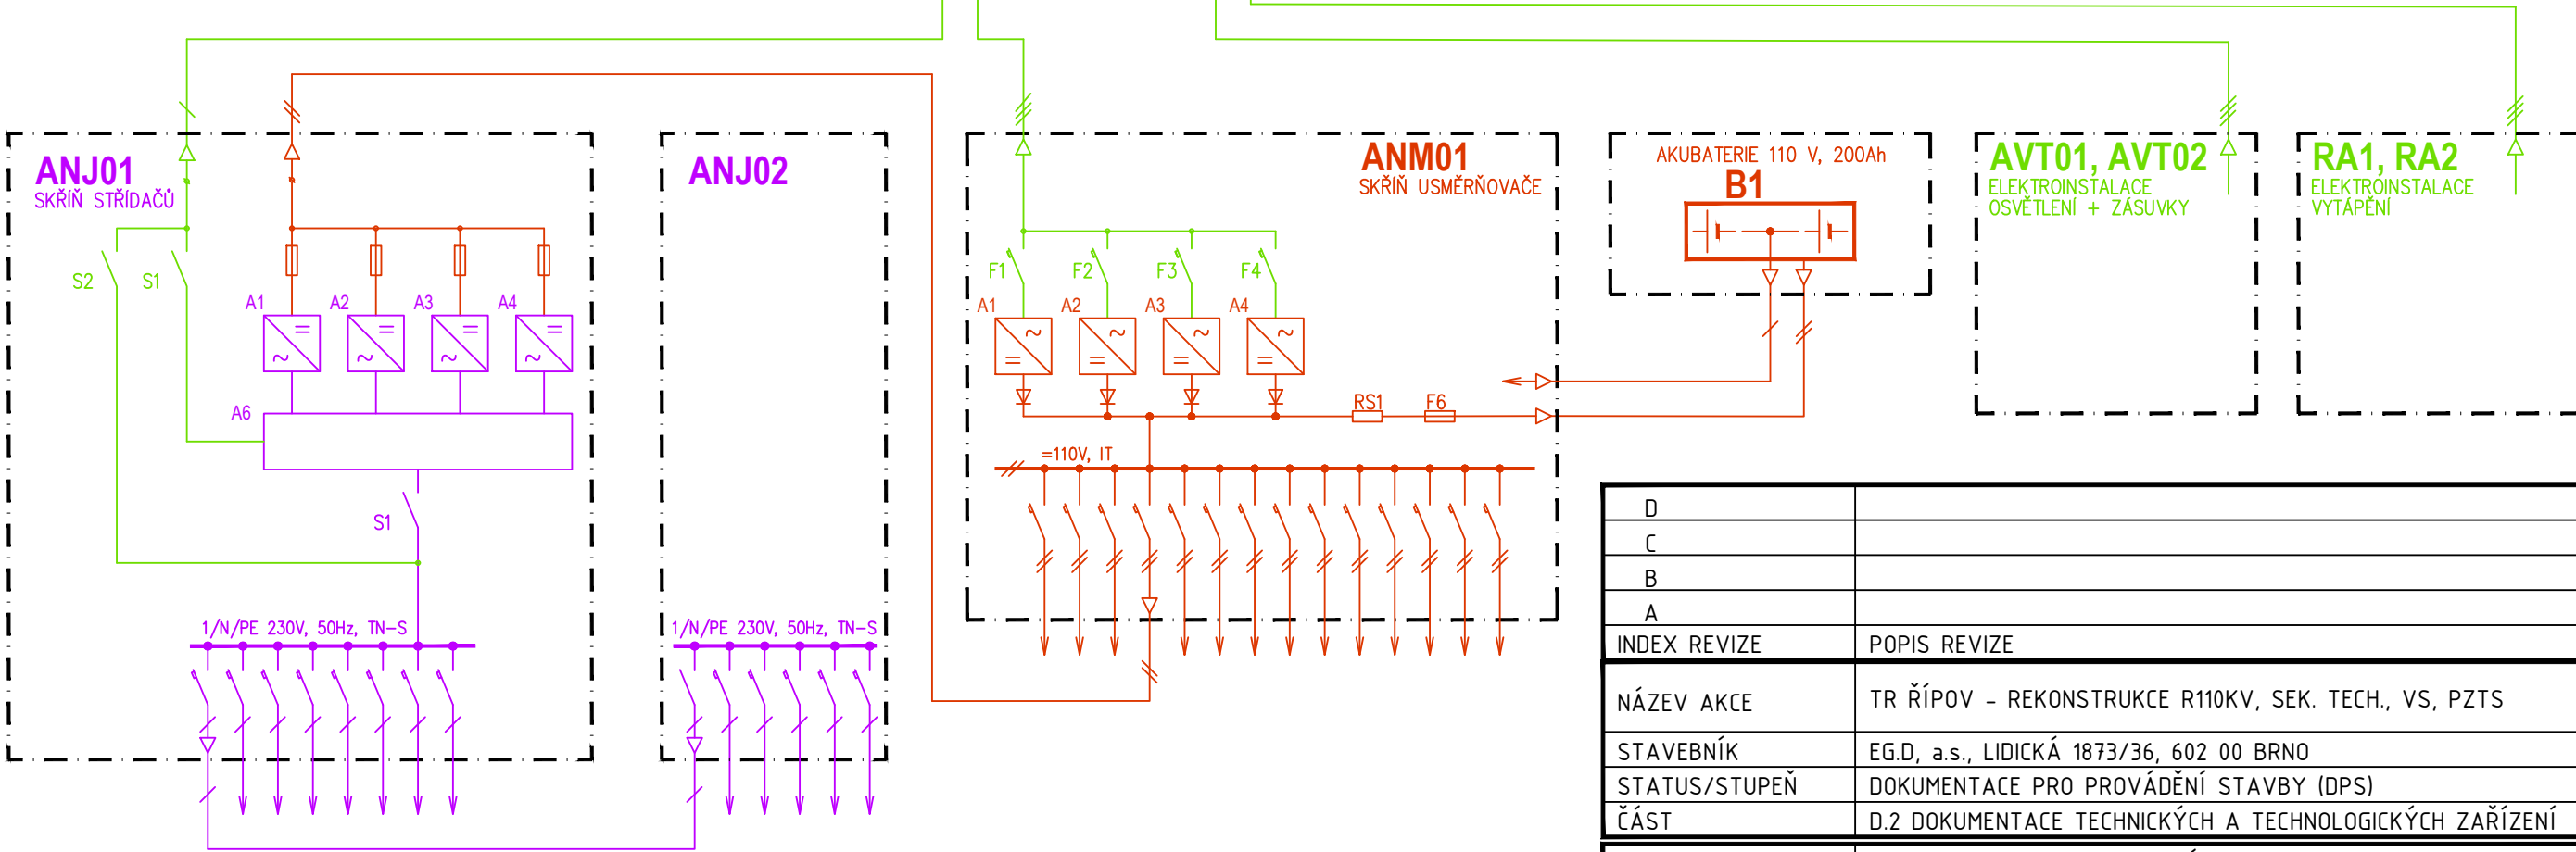 ANJ01
SKŘÍŇ STŘÍDAČŮ
S2
S1
A1
A2
A3
A4
A6
S1
1/N/PE 230V, 50Hz, TN-S
ANJ02
1/N/PE 230V, 50Hz, TN-S
ANM01
SKŘÍŇ USMĚRŇOVAČE
F1
F2
F3
F4
A1
A2
A3
A4
RS1
F6
=110V, IT
AKUBATERIE 110 V, 200Ah
B1
AVT01, AVT02
ELEKTROINSTALACE
OSVĚTLENÍ + ZÁSUVKY
RA1, RA2
ELEKTROINSTALACE
VYTÁPĚNÍ
D
C
B
A
INDEX REVIZE POPIS REVIZE
NÁZEV AKCE TR ŘÍPOV - REKONSTRUKCE R110KV, SEK. TECH., VS, PZTS
STAVEBNÍK EG.D, a.s., LIDICKÁ 1873/36, 602 00 BRNO
STATUS/STUPEŇ DOKUMENTACE PRO PROVÁDĚNÍ STAVBY (DPS)
ČÁST D.2 DOKUMENTACE TECHNICKÝCH A TECHNOLOGICKÝCH ZAŘÍZENÍ